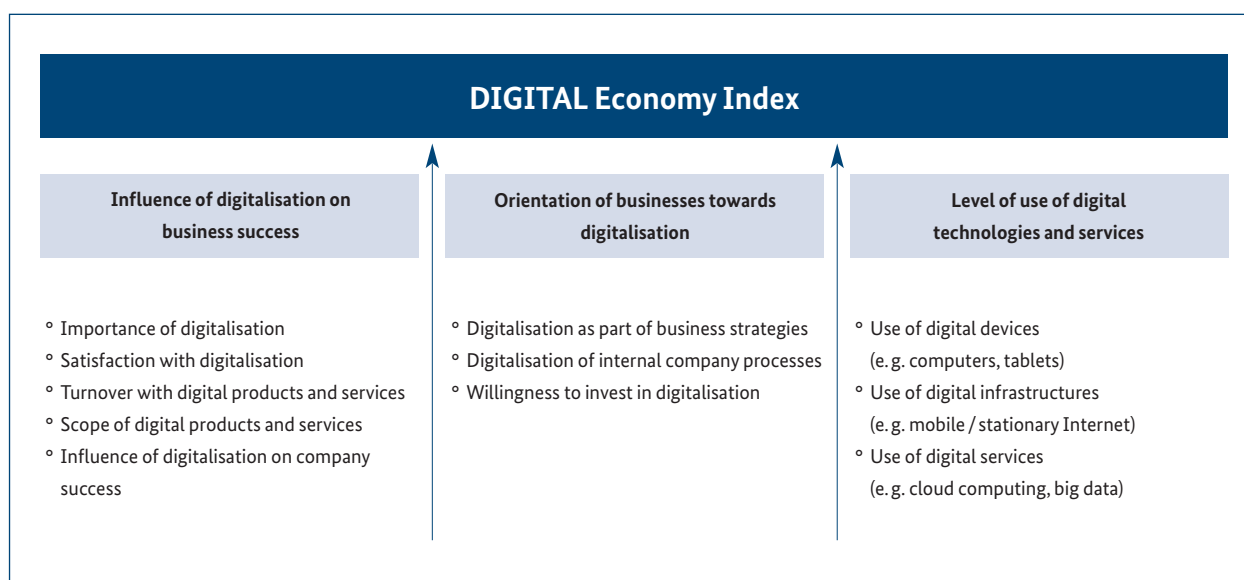 DIGITAL Economy Index
Influence of digitalisation on
business success
° Importance of digitalisation
° Satisfaction with digitalisation
° Turnover with digital products and services
° Scope of digital products and services
° Influence of digitalisation on company
success
Orientation of businesses towards
digitalisation
° Digitalisation as part of business strategies
° Digitalisation of internal company processes
° Willingness to invest in digitalisation
Level of use of digital
technologies and services
° Use of digital devices
(e. g. computers, tablets)
° Use of digital infrastructures
(e. g. mobile / stationary Internet)
° Use of digital services
(e. g. cloud computing, big data)